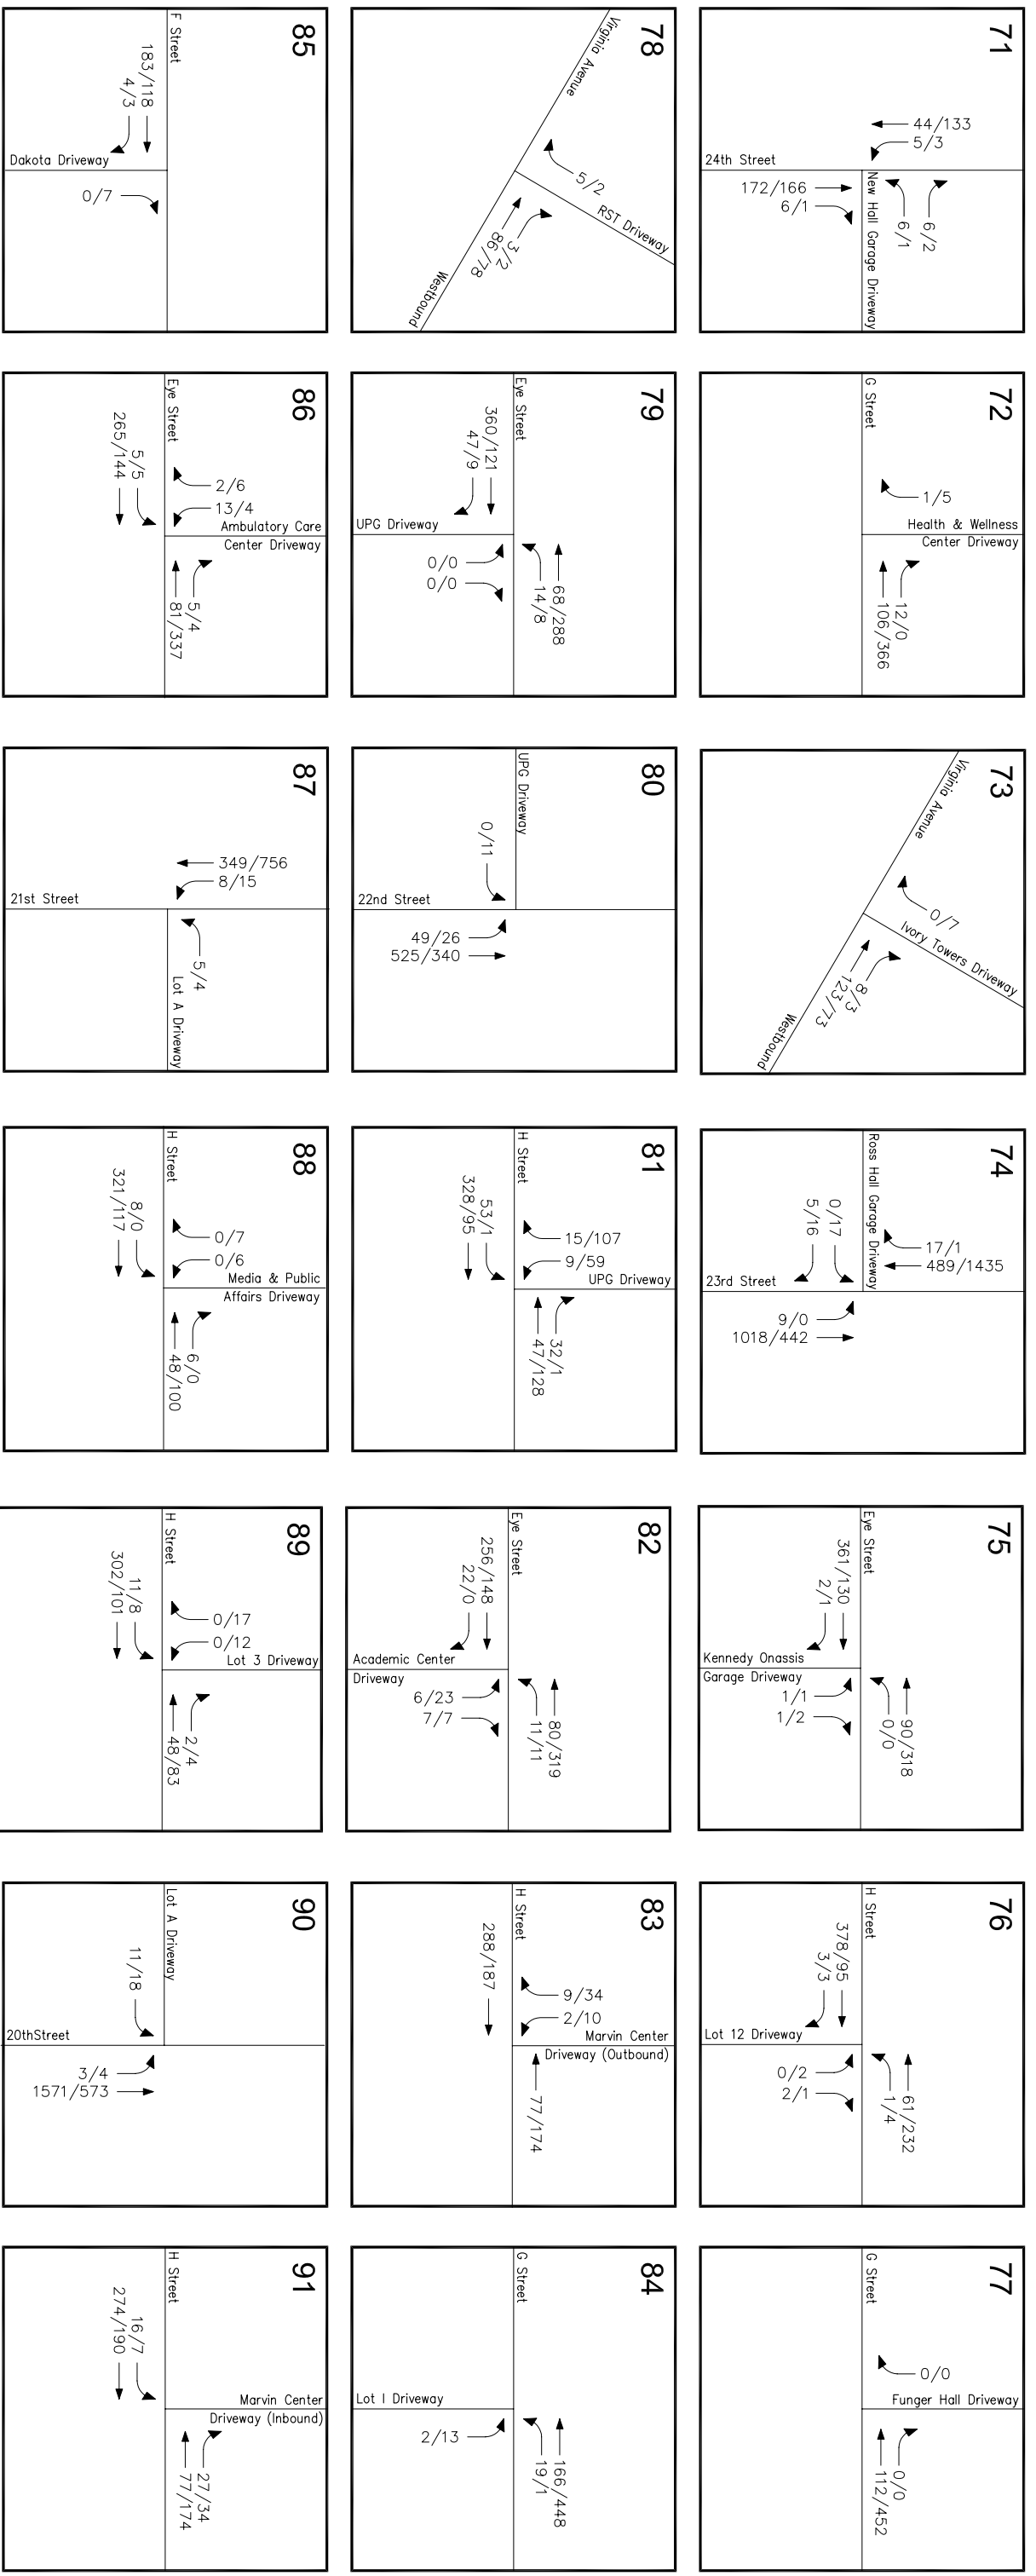 71
44/133
5/3
24th Street
172/166
6/1
New Hall Garage Driveway
6/1
6/2
72
G Street
1/5
Health & Wellness
Center Driveway
12/0
106/366
73
Virginia Avenue
0/7
Ivory Towers Driveway
8/3
123/73
Westbound
74
Ross Hall Garage Driveway
17/1
489/1435
0/17
5/16
23rd Street
9/0
1018/442
75
Eye Street
361/130
2/1
Kennedy Onassis
Garage Driveway
1/1
1/2
90/318
0/0
76
H Street
378/95
3/3
Lot 12 Driveway
0/2
2/1
61/232
1/4
77
G Street
0/0
Funger Hall Driveway
0/0
112/452
78
Virginia Avenue
5/2
RST Driveway
3/2
86/78
Westbound
79
Eye Street
360/121
47/9
UPG Driveway
0/0
0/0
68/288
14/8
80
UPG Driveway
0/11
22nd Street
49/26
525/340
81
H Street
15/107
9/59
UPG Driveway
53/1
328/95
32/1
47/128
82
Eye Street
256/148
22/0
Academic Center
Driveway
6/23
7/7
80/319
11/11
83
H Street
9/34
2/10
Marvin Center
Driveway (Outbound)
288/187
77/174
84
G Street
Lot I Driveway
2/13
166/448
19/1
85
F Street
183/118
4/3
Dakota Driveway
0/7
86
Eye Street
2/6
13/4
Ambulatory Care
Center Driveway
5/5
265/144
5/4
81/337
87
349/756
8/15
21st Street
5/4
Lot A Driveway
88
H Street
0/7
0/6
Media & Public
Affairs Driveway
8/0
321/117
6/0
48/100
89
H Street
0/17
0/12
Lot 3 Driveway
11/8
302/101
2/4
48/83
90
Lot A Driveway
11/18
20thStreet
3/4
1571/573
91
H Street
16/7
274/190
Marvin Center
Driveway (Inbound)
27/34
77/174